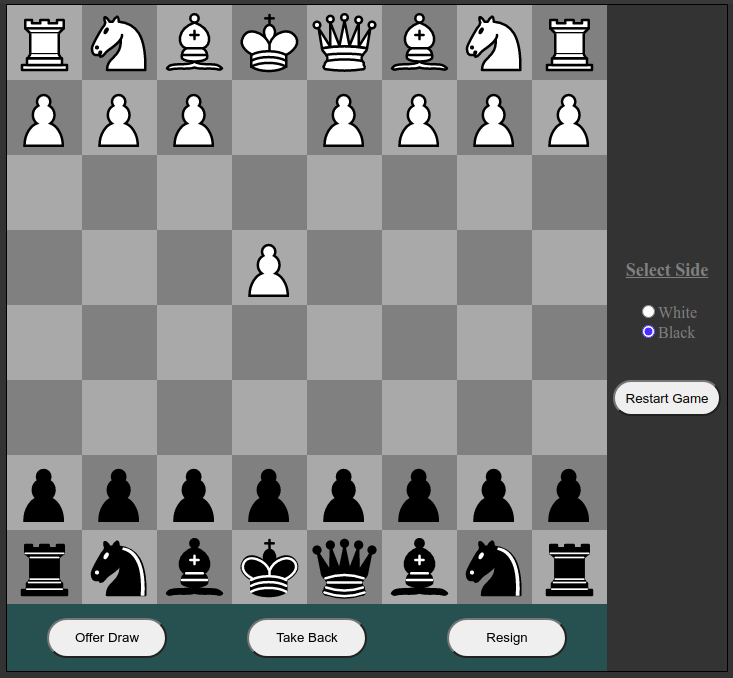 Select Side
White
Black
Restart Game
Offer Draw
Take Back
Resign